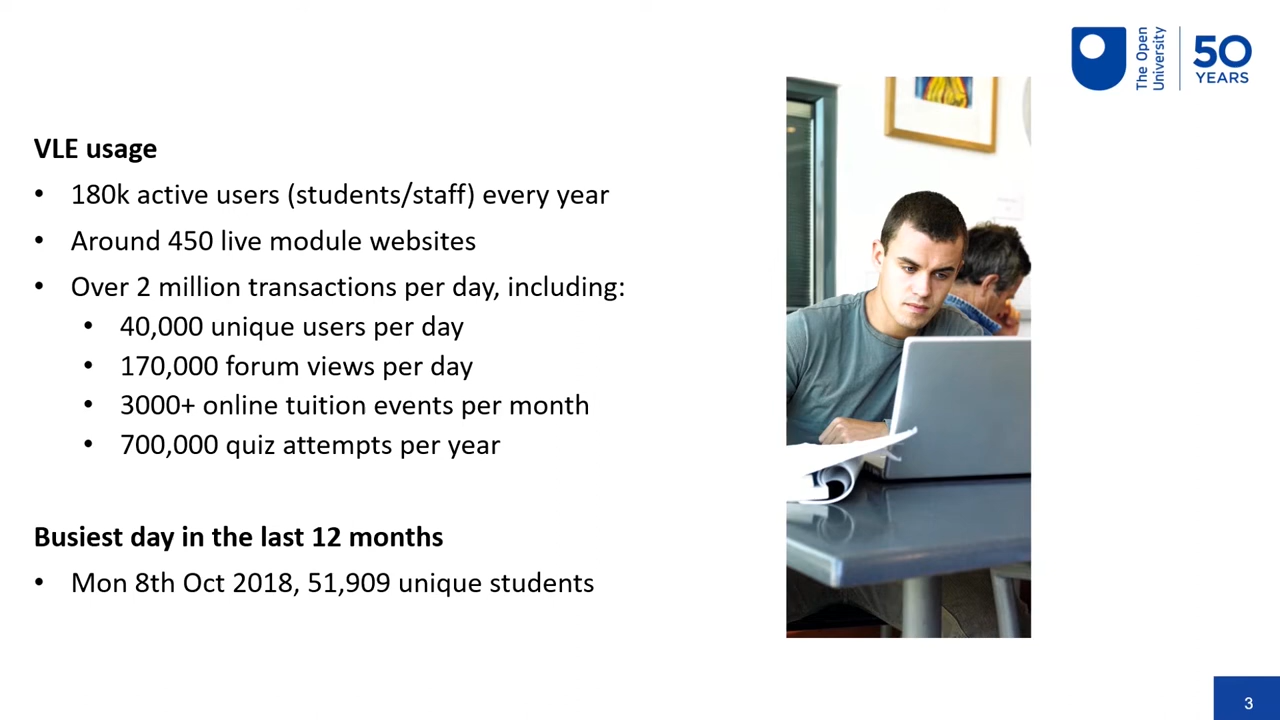 The Open
University
50
YEARS
VLE usage
• 180k active users (students/staff) every year
• Around 450 live module websites
• Over 2 million transactions per day, including:
• 40,000 unique users per day
• 170,000 forum views per day
• 3000+ online tuition events per month
• 700,000 quiz attempts per year
Busiest day in the last 12 months
• Mon 8th Oct 2018, 51,909 unique students
3